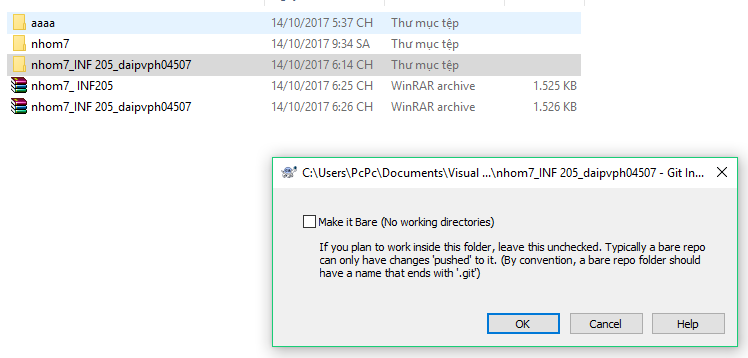 aaaa 14/10/2017 5:37 CH Thư mục tệp
nhom7 14/10/2017 9:34 SA Thư mục tệp
nhom7_INF 205_daipvph04507 14/10/2017 6:14 CH Thư mục tệp
nhom7_ INF205 14/10/2017 6:25 CH WinRAR archive 1.525 KB
nhom7_INF 205_daipvph04507 14/10/2017 6:26 CH WinRAR archive 1.526 KB
C:\Users\PcPc\Documents\Visual ...\nhom7_INF 205_daipvph04507 - Git In...
Make it Bare (No working directories)
If you plan to work inside this folder, leave this unchecked. Typically a bare repo
can only have changes 'pushed' to it. (By convention, a bare repo folder should
have a name that ends with '.git')
OK Cancel Help